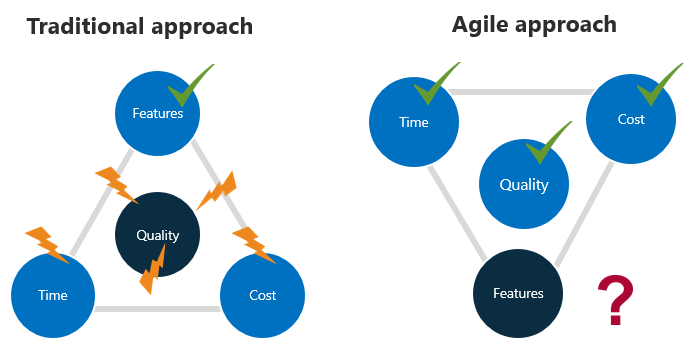 Traditional approach
Features
Quality
Time
Cost
Agile approach
Time
Cost
Quality
Features
?